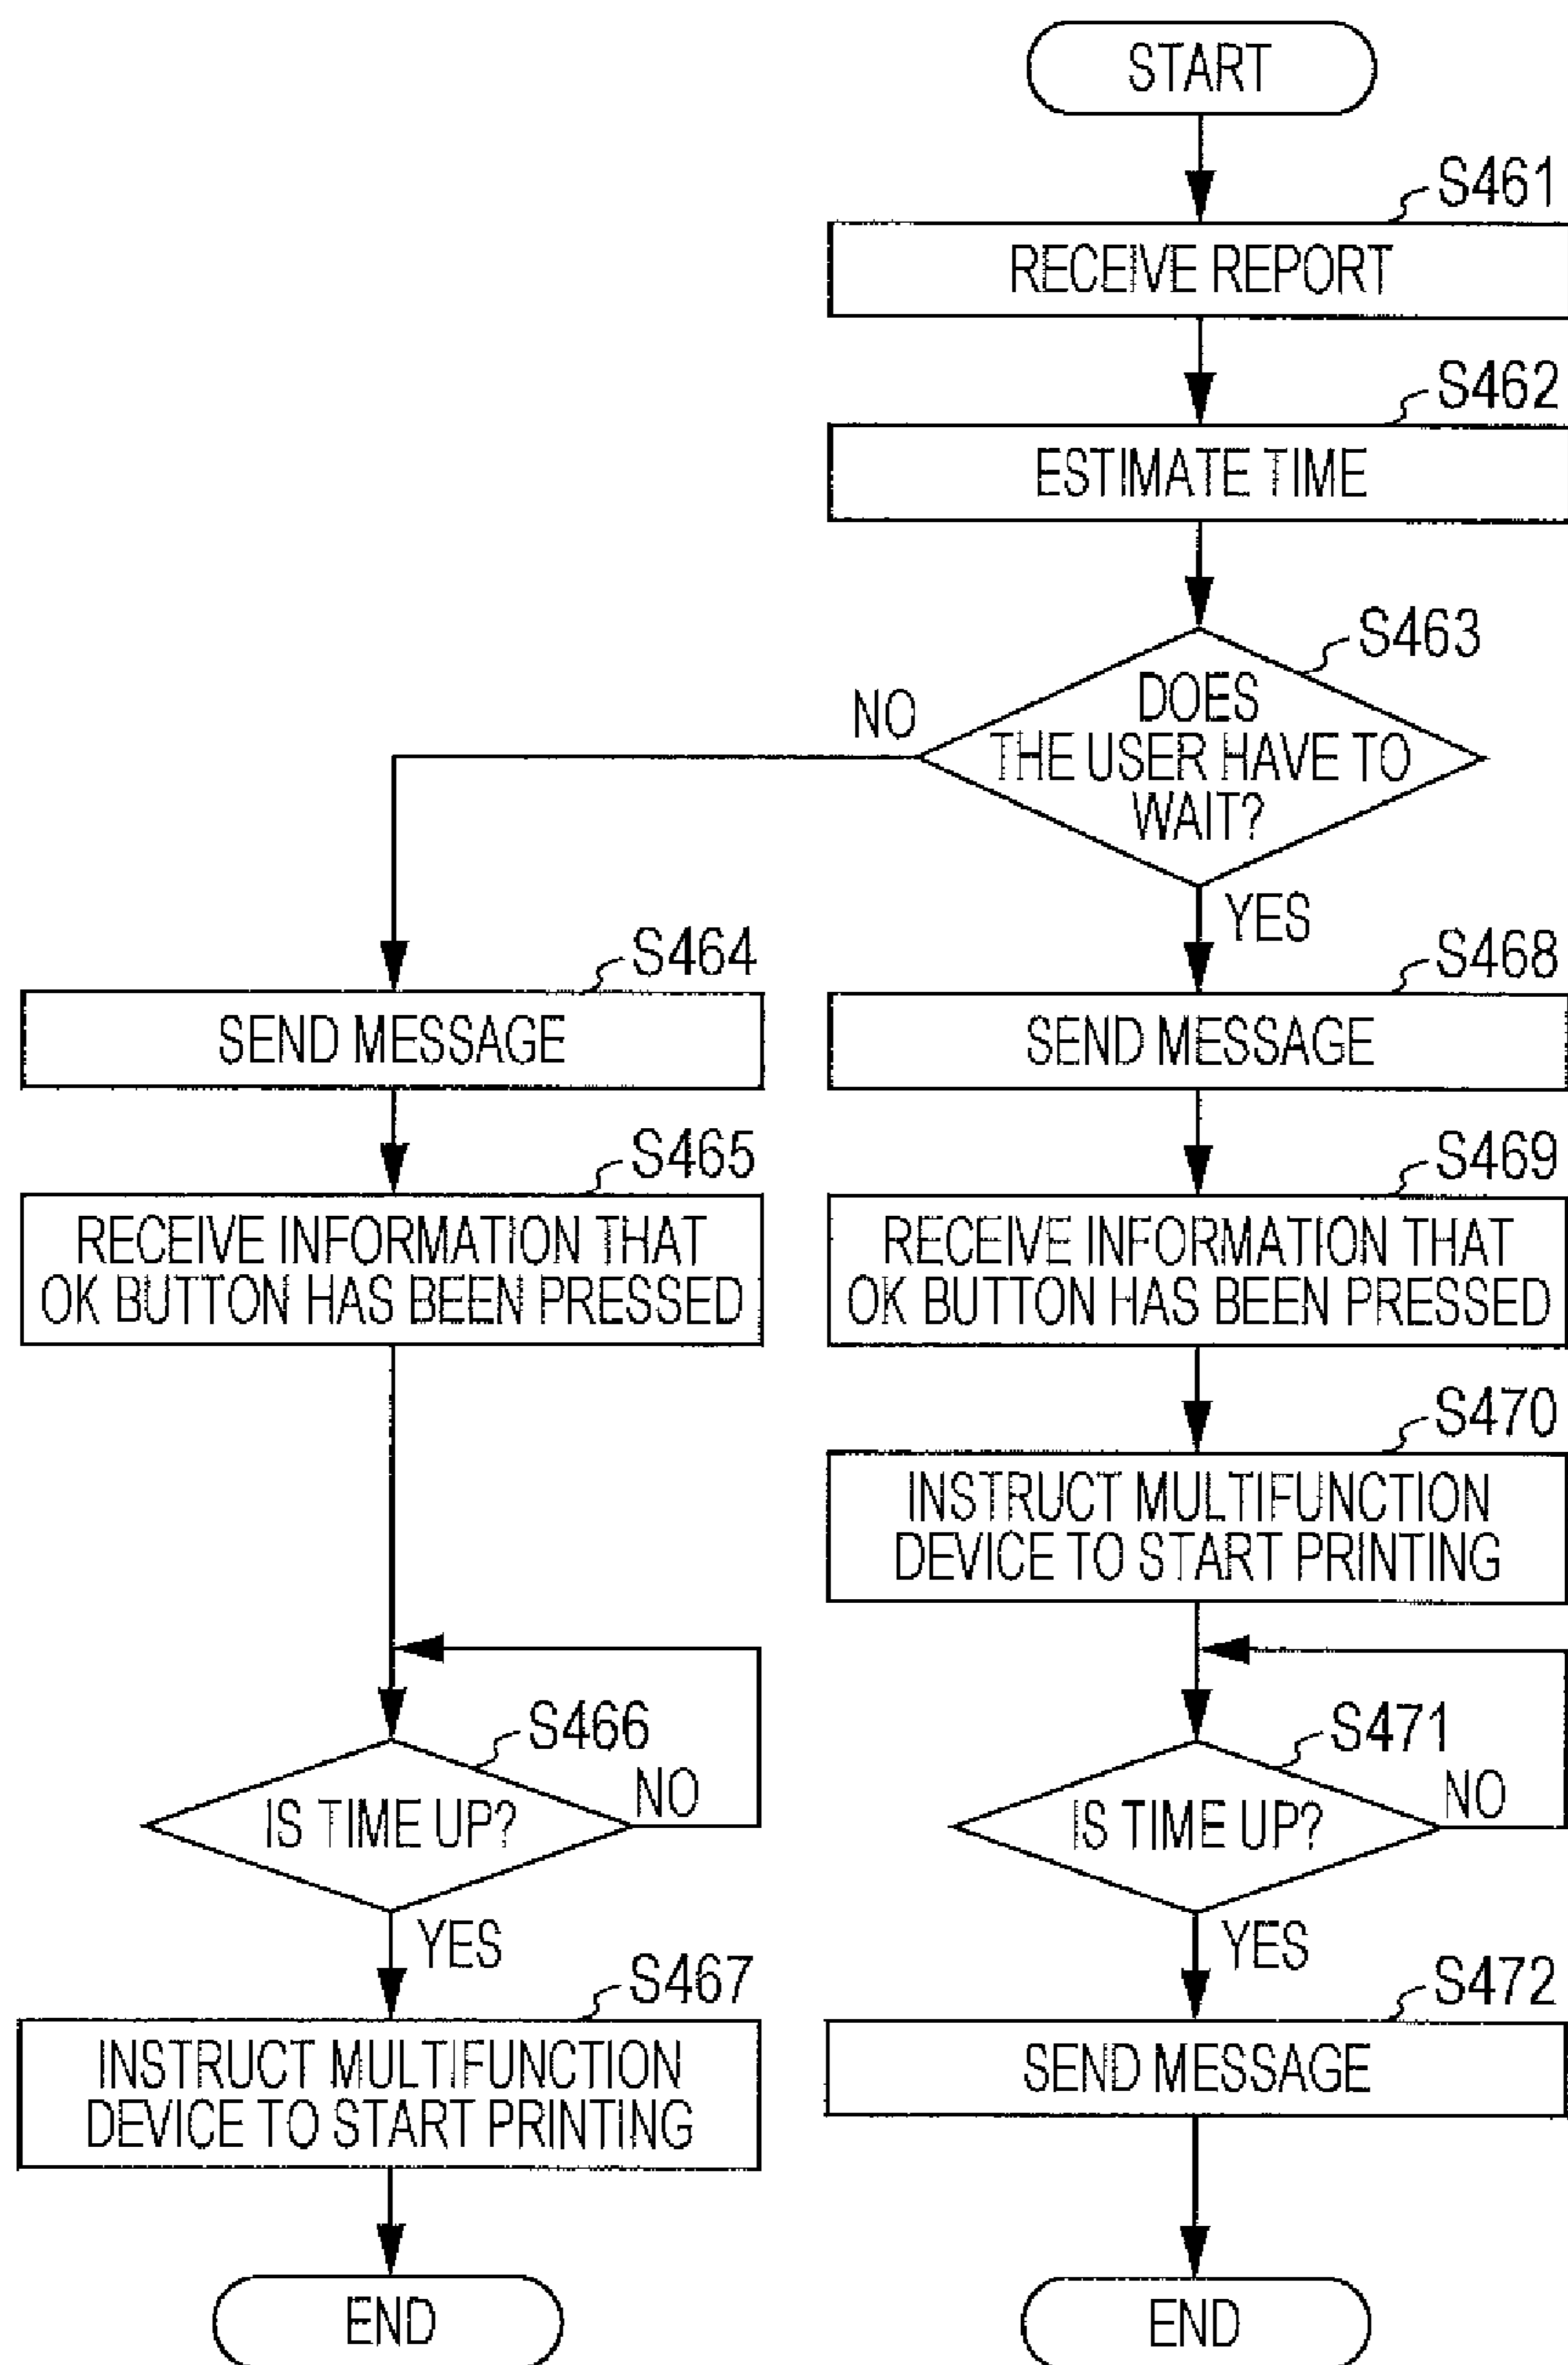 START
S461
RECEIVE REPORT
S462
ESTIMATE TIME
S463
DOES
THE USER HAVE TO
WAIT?
NO
YES
S464
SEND MESSAGE
S465
RECEIVE INFORMATION THAT
OK BUTTON HAS BEEN PRESSED
S466
IS TIME UP?
NO
YES
S467
INSTRUCT MULTIFUNCTION
DEVICE TO START PRINTING
END
S468
SEND MESSAGE
S469
RECEIVE INFORMATION THAT
OK BUTTON HAS BEEN PRESSED
S470
INSTRUCT MULTIFUNCTION
DEVICE TO START PRINTING
S471
IS TIME UP?
NO
YES
S472
SEND MESSAGE
END